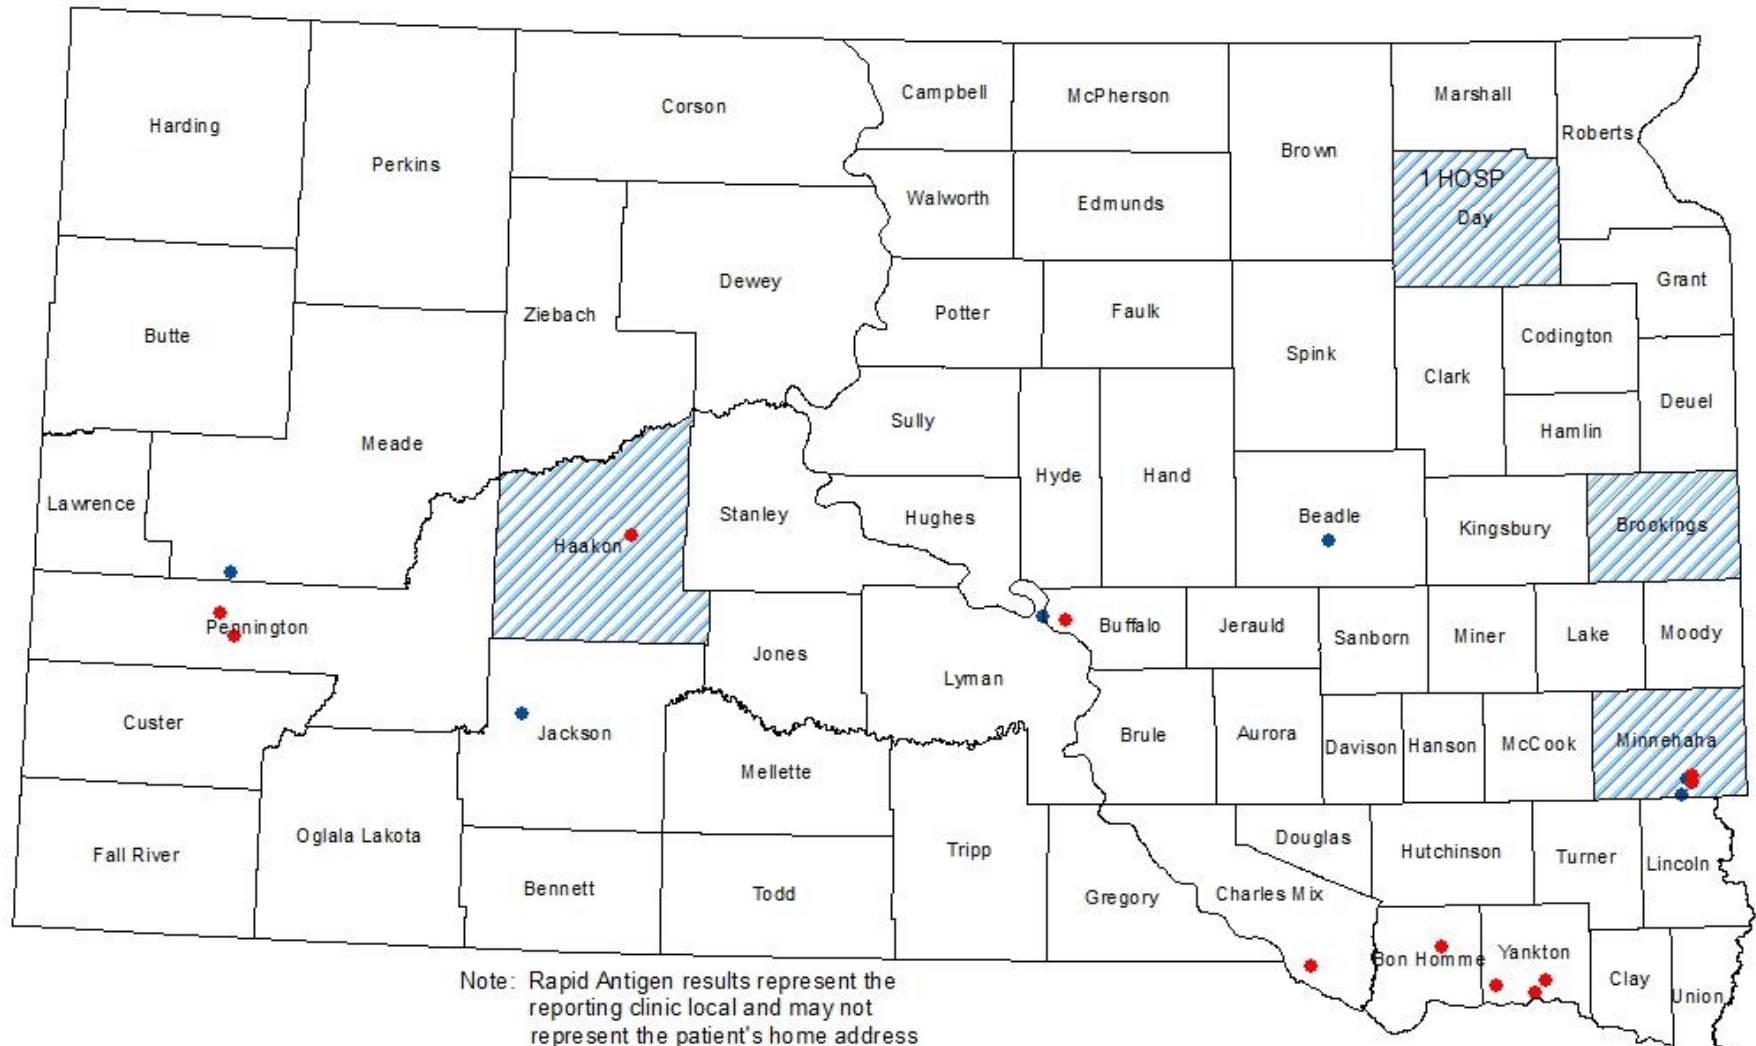 Harding
Perkins
Corson
Campbell
McPherson
Brown
Marshall
Roberts
Walworth
Edmunds
1 HOSP
Day
Butte
Ziebach
Dewey
Potter
Faulk
Spink
Clark
Codington
Grant
Deuel
Meade
Sully
Hyde
Hand
Hamlin
Lawrence
Haakon
Stanley
Hughes
Beadle
Kingsbury
Brookings
Pennington
Jones
Lyman
Buffalo
Jerauld
Sanborn
Miner
Lake
Moody
Custer
Jackson
Mellette
Brule
Aurora
Davison
Hanson
McCook
Minnehaha
Fall River
Oglala Lakota
Bennett
Todd
Tripp
Gregory
Charles Mix
Douglas
Hutchinson
Turner
Lincoln
Bon Homme
Yankton
Clay
Union
Note: Rapid Antigen results represent the
reporting clinic local and may not
represent the patient's home address